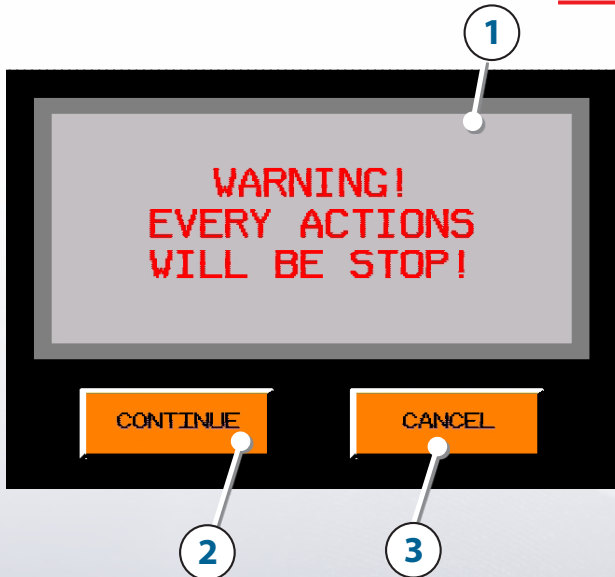 1
WARNING!
EVERY ACTIONS
WILL BE STOP!
CONTINUE
CANCEL
2
3